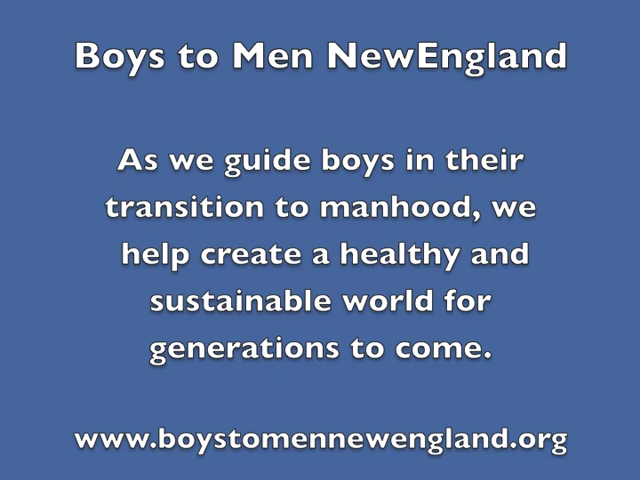 Boys to Men NewEngland
As we guide boys in their
transition to manhood, we
help create a healthy and
sustainable world for
generations to come.
www.boystomennewengland.org